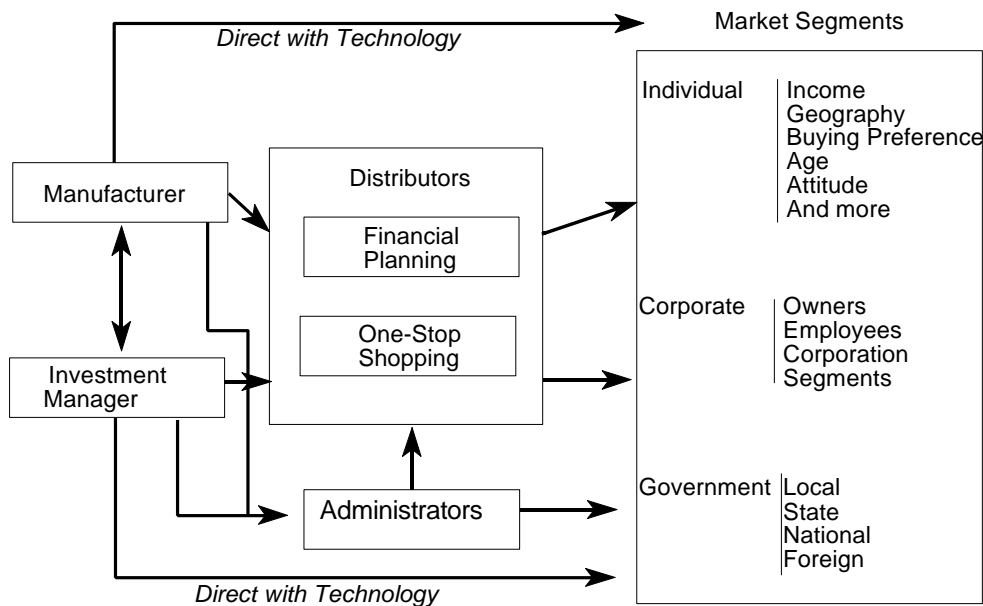 Direct with Technology
Market Segments
Manufacturer
Investment
Manager
Distributors
Financial
Planning
One-Stop
Shopping
Administrators
Individual
Income
Geography
Buying Preference
Age
Attitude
And more
Corporate
Owners
Employees
Corporation
Segments
Government
Local
State
National
Foreign
Direct with Technology